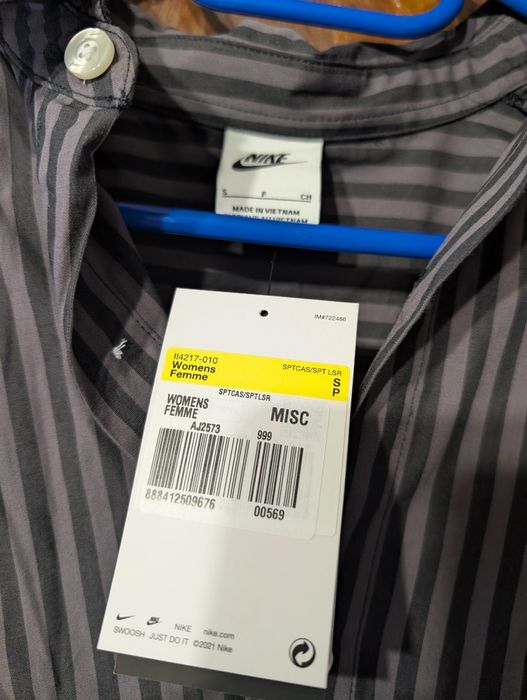 NIKE
S P CH
MADE IN VIETNAM
IM#722486
II4217-010
Womens
Femme
SPTCAS/SPT LSR
S
P
SPTCAS/SPTLSR
WOMENS
FEMME
MISC
AJ2573
999
888412509676
00569
NIKE nike.com
SWOOSH JUST DO IT ©2021 Nike